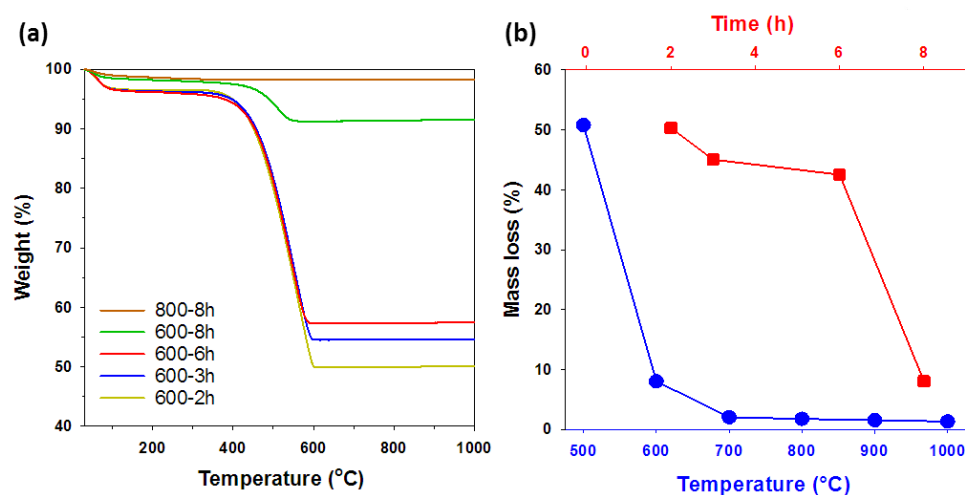 (a)
100
90
80
70
60
50
40
Weight (%)
800-8h
600-8h
600-6h
600-3h
600-2h
200 400 600 800 1000
Temperature (°C)
(b)
Time (h)
0 2 4 6 8
60
50
40
30
20
10
0
Mass loss (%)
500 600 700 800 900 1000
Temperature (°C)